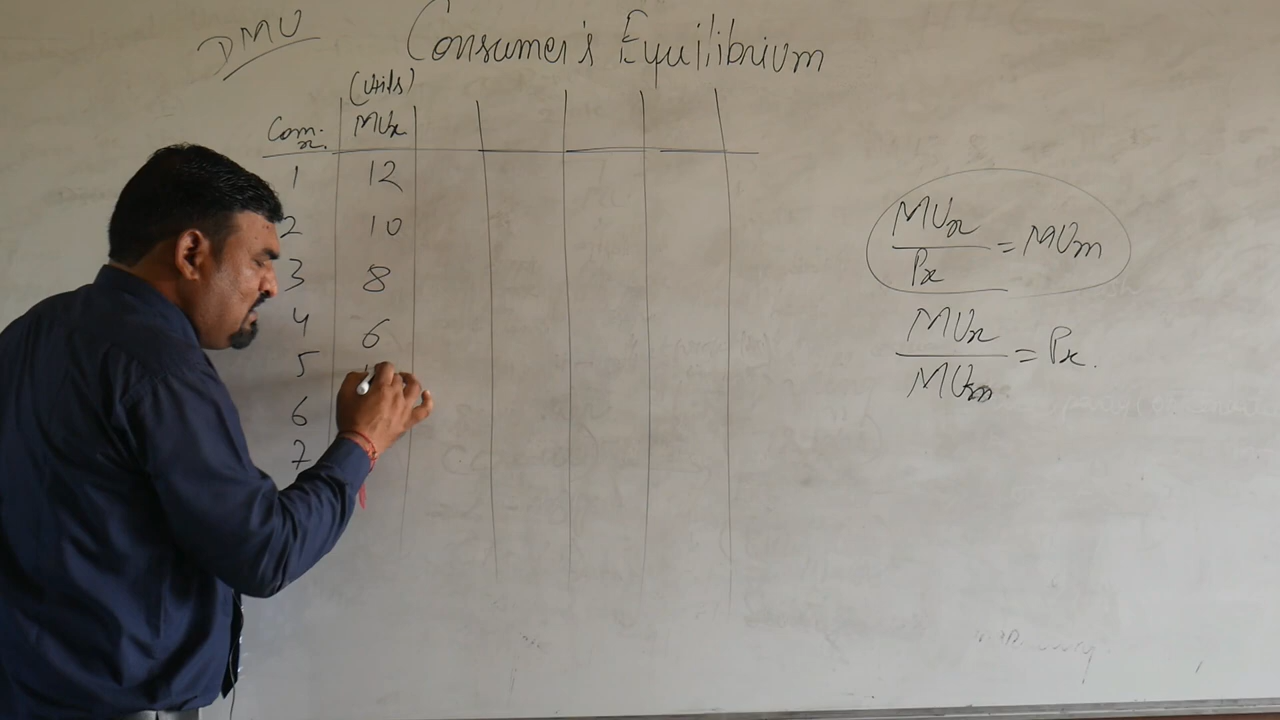 DMU
Consumer's Equilibrium
(Utils)
Com. x. MUx
1 12
2 10
3 8
4 6
5
6
7
MUx
Px = MUm
MUx
MUm = Px.